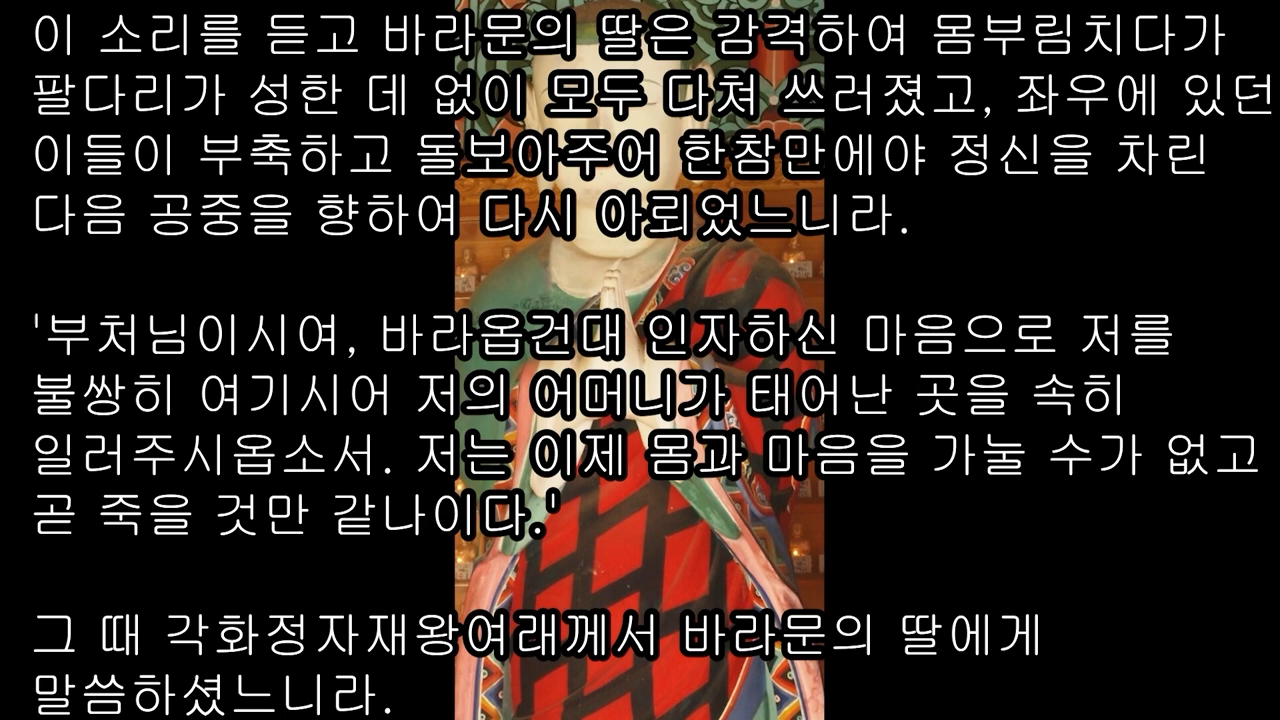 이 소리를 듣고 바라문의 딸은 감격하여 몸부림치다가
팔다리가 성한 데 없이 모두 다쳐 쓰러졌고, 좌우에 있던
이들이 부축하고 돌보아주어 한참만에야 정신을 차린
다음 공중을 향하여 다시 아뢰었느니라.
'부처님이시여, 바라옵건대 인자하신 마음으로 저를
불쌍히 여기시어 저의 어머니가 태어난 곳을 속히
일러주시옵소서. 저는 이제 몸과 마음을 가눌 수가 없고
곧 죽을 것만 같나이다.'
그 때 각화정자재왕여래께서 바라문의 딸에게
말씀하셨느니라.